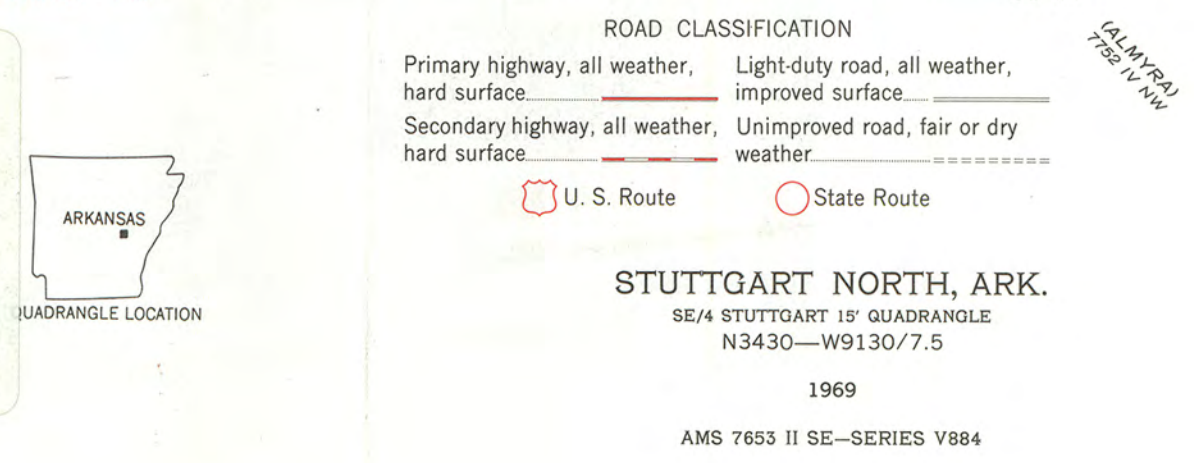 ROAD CLASSIFICATION
Primary highway, all weather,
hard surface
Light-duty road, all weather,
improved surface
Secondary highway, all weather,
hard surface
Unimproved road, fair or dry
weather
U. S. Route
State Route
(ALMYRA)
7752 IV NW
ARKANSAS
QUADRANGLE LOCATION
STUTTGART NORTH, ARK.
SE/4 STUTTGART 15′ QUADRANGLE
N3430—W9130/7.5
1969
AMS 7653 II SE—SERIES V884